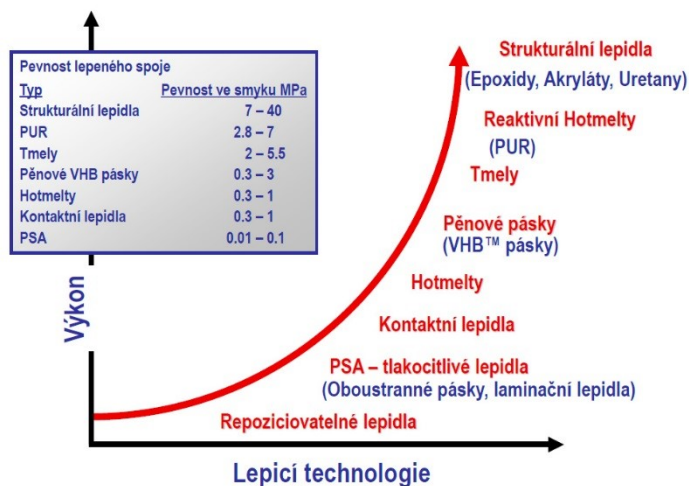 Pevnost lepeného spoje
Typ Pevnost ve smyku MPa
Strukturální lepidla 7 – 40
PUR 2.8 – 7
Tmely 2 – 5.5
Pěnové VHB pásky 0.3 – 3
Hotmelty 0.3 – 1
Kontaktní lepidla 0.3 – 1
PSA 0.01 – 0.1
Výkon
Strukturální lepidla
(Epoxidy, Akryláty, Uretany)
Reaktivní Hotmelty
(PUR)
Tmely
Pěnové pásky
(VHB™ pásky)
Hotmelty
Kontaktní lepidla
PSA – tlakocitlivé lepidla
(Oboustranné pásky, laminační lepidla)
Repoziciovatelné lepidla
Lepicí technologie